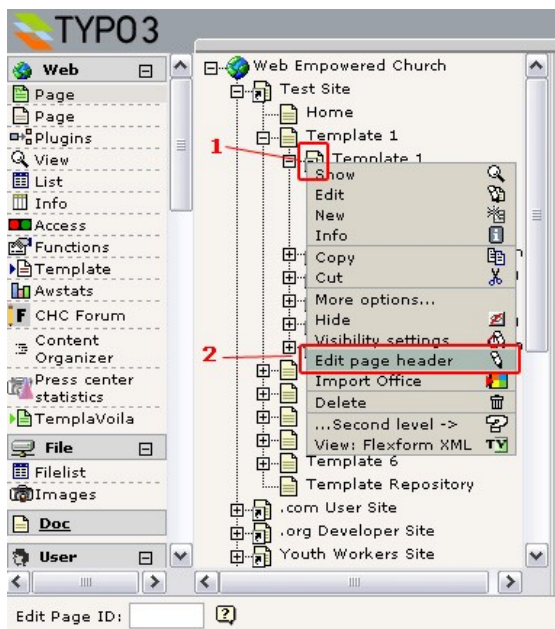 TYPO3
Web
Page
Page
Plugins
View
List
Info
Access
Functions
Template
Awstats
CHC Forum
Content
Organizer
Press center
statistics
TemplaVoila
File
Filelist
Images
Doc
User
Edit Page ID:
Web Empowered Church
Test Site
Home
Template 1
1
Template 1
Show
Edit
New
Info
Copy
Cut
More options...
Hide
Visibility settings
2
Edit page header
Import Office
Delete
...Second level ->
View: Flexform XML
Template 6
Template Repository
.com User Site
.org Developer Site
Youth Workers Site